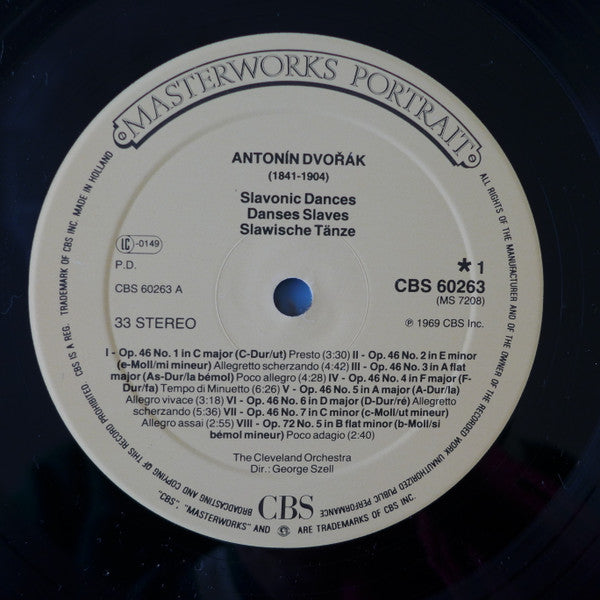 MASTERWORKS PORTRAIT
ANTONÍN DVOŘÁK
(1841-1904)
Slavonic Dances
Danses Slaves
Slawische Tänze
LC-0149
P.D.
CBS 60263 A
33 STEREO
*1
CBS 60263
(MS 7208)
℗ 1969 CBS Inc.
I - Op. 46 No. 1 in C major (C-Dur/ut) Presto (3:30) II - Op. 46 No. 2 in E minor
(e-Moll/mi mineur) Allegretto scherzando (4:42) III - Op. 46 No. 3 in A flat
major (As-Dur/la bémol) Poco allegro (4:28) IV - Op. 46 No. 4 in F major (F-
Dur/fa) Tempo di Minuetto (6:26) V - Op. 46 No. 5 in A major (A-Dur/la)
Allegro vivace (3:18) VI - Op. 46 No. 6 in D major (D-Dur/ré) Allegretto
scherzando (5:36) VII - Op. 46 No. 7 in C minor (c-Moll/ut mineur)
Allegro assai (2:55) VIII - Op. 72 No. 5 in B flat minor (b-Moll/si
bémol mineur) Poco adagio (2:40)
The Cleveland Orchestra
Dir.: George Szell
CBS
ALL RIGHTS OF THE MANUFACTURER AND OF THE OWNER OF THE RECORDED WORK RESERVED UNAUTHORIZED PUBLIC PERFORMANCE BROADCASTING AND COPYING OF THIS RECORD PROHIBITED CBS IS A REG. TRADEMARK OF CBS INC. MADE IN HOLLAND
"CBS", "MASTERWORKS" AND ARE TRADEMARKS OF CBS INC.